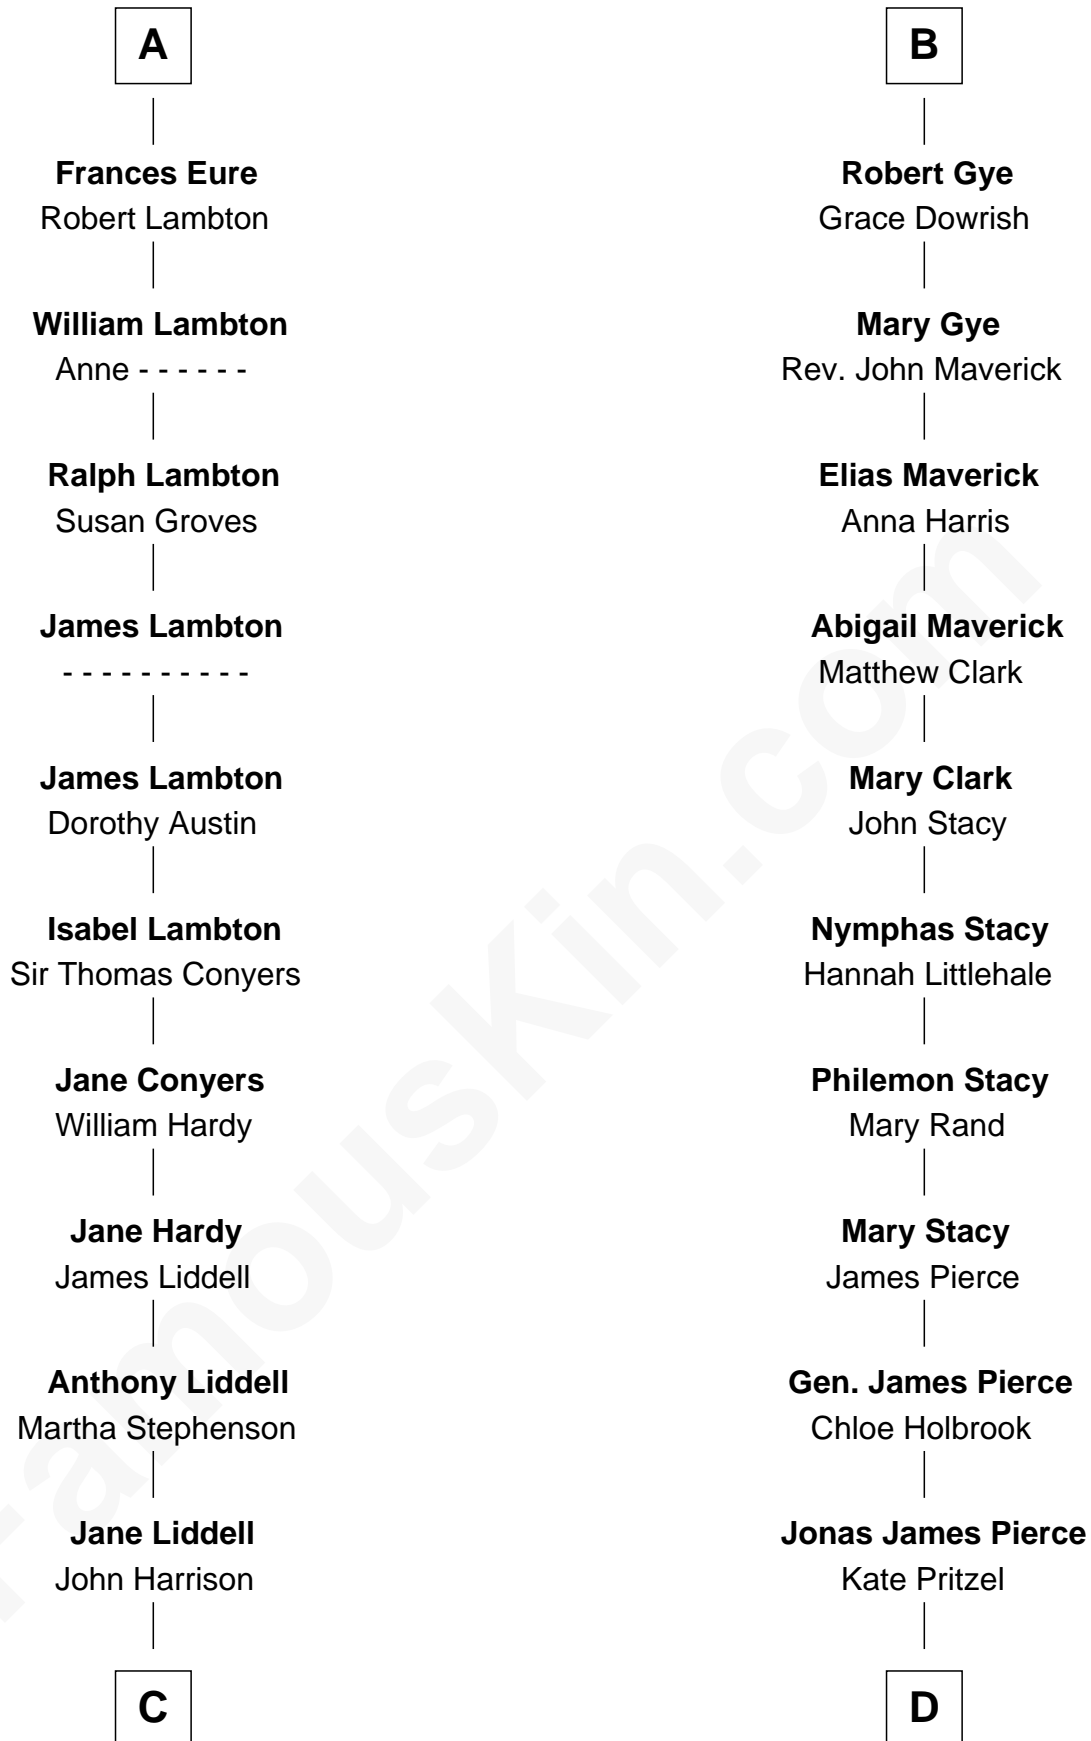 A
Frances Eure
Robert Lambton
William Lambton
Anne - - - - - -
Ralph Lambton
Susan Groves
James Lambton
- - - - - - - - - -
James Lambton
Dorothy Austin
Isabel Lambton
Sir Thomas Conyers
Jane Conyers
William Hardy
Jane Hardy
James Liddell
Anthony Liddell
Martha Stephenson
Jane Liddell
John Harrison
C
B
Robert Gye
Grace Dowrish
Mary Gye
Rev. John Maverick
Elias Maverick
Anna Harris
Abigail Maverick
Matthew Clark
Mary Clark
John Stacy
Nymphas Stacy
Hannah Littlehale
Philemon Stacy
Mary Rand
Mary Stacy
James Pierce
Gen. James Pierce
Chloe Holbrook
Jonas James Pierce
Kate Pritzel
D
FamousKin.com